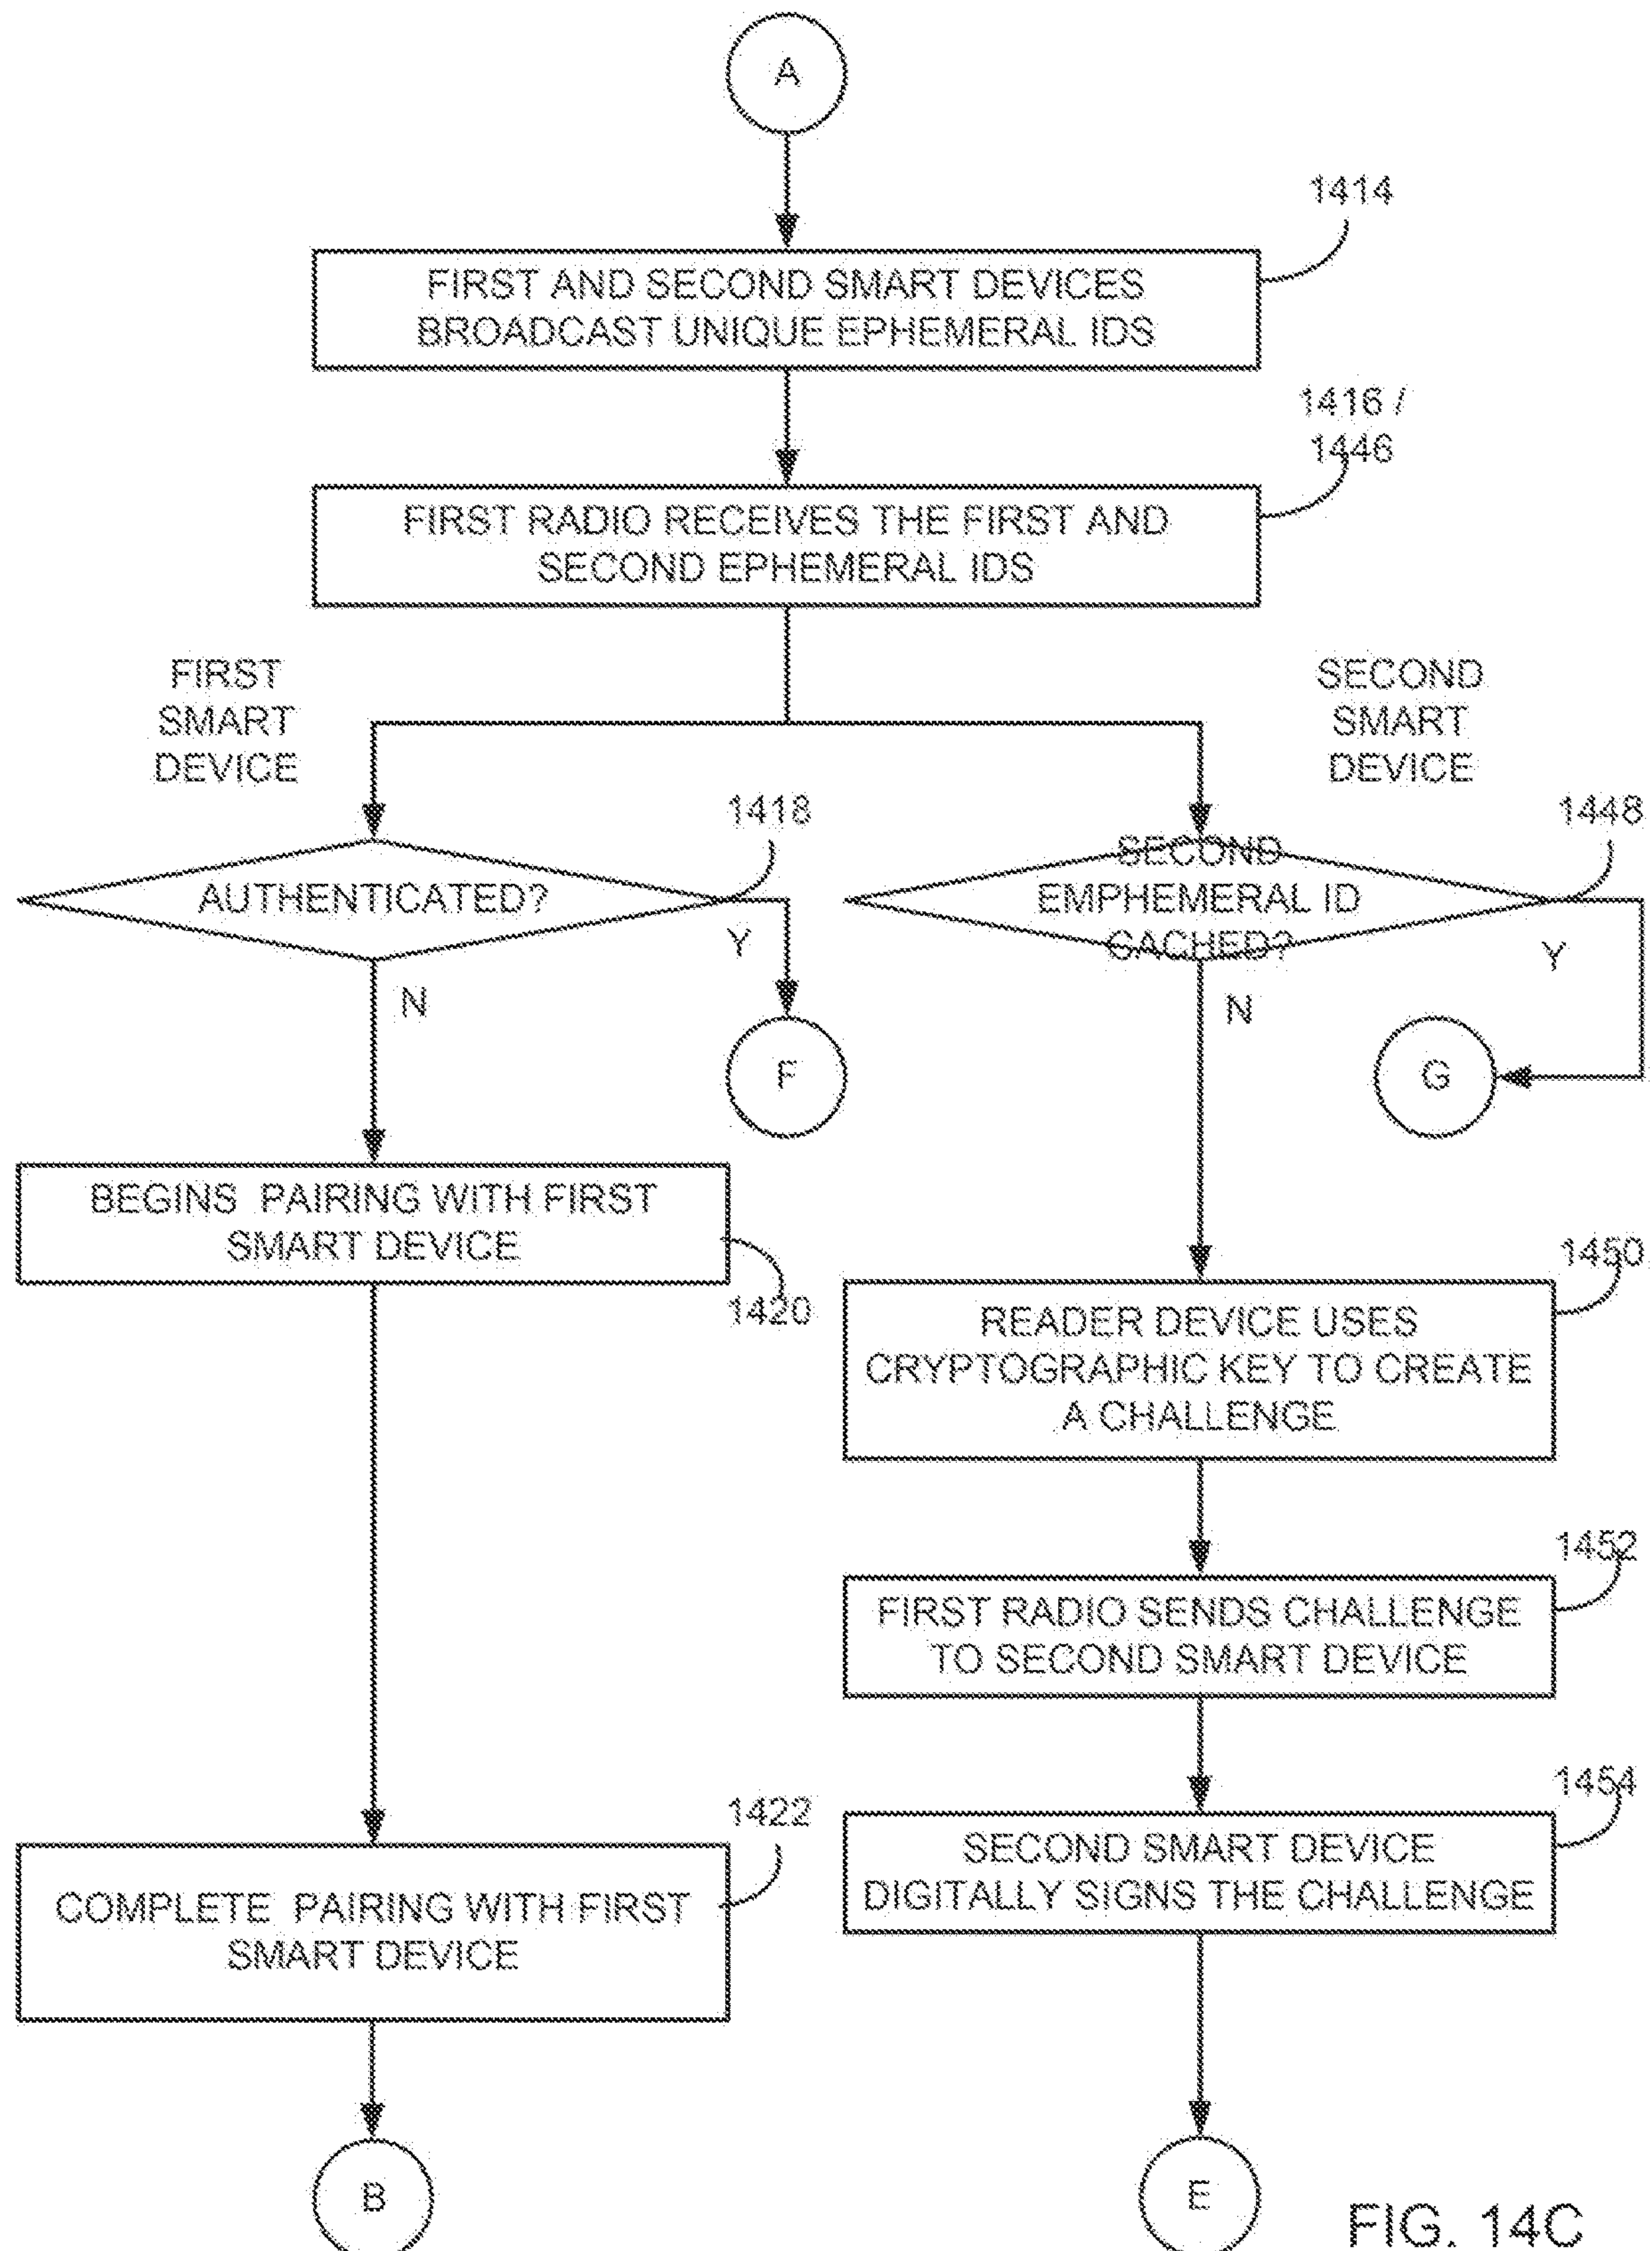 A
1414
FIRST AND SECOND SMART DEVICES
BROADCAST UNIQUE EPHEMERAL IDS
1416 /
1446
FIRST RADIO RECEIVES THE FIRST AND
SECOND EPHEMERAL IDS
FIRST
SMART
DEVICE
SECOND
SMART
DEVICE
1418
AUTHENTICATED?
Y
N
F
1448
SECOND
EMPHEMERAL ID
CACHED?
Y
N
G
BEGINS PAIRING WITH FIRST
SMART DEVICE
1420
1450
READER DEVICE USES
CRYPTOGRAPHIC KEY TO CREATE
A CHALLENGE
1452
FIRST RADIO SENDS CHALLENGE
TO SECOND SMART DEVICE
1422
COMPLETE PAIRING WITH FIRST
SMART DEVICE
1454
SECOND SMART DEVICE
DIGITALLY SIGNS THE CHALLENGE
B
E
FIG. 14C